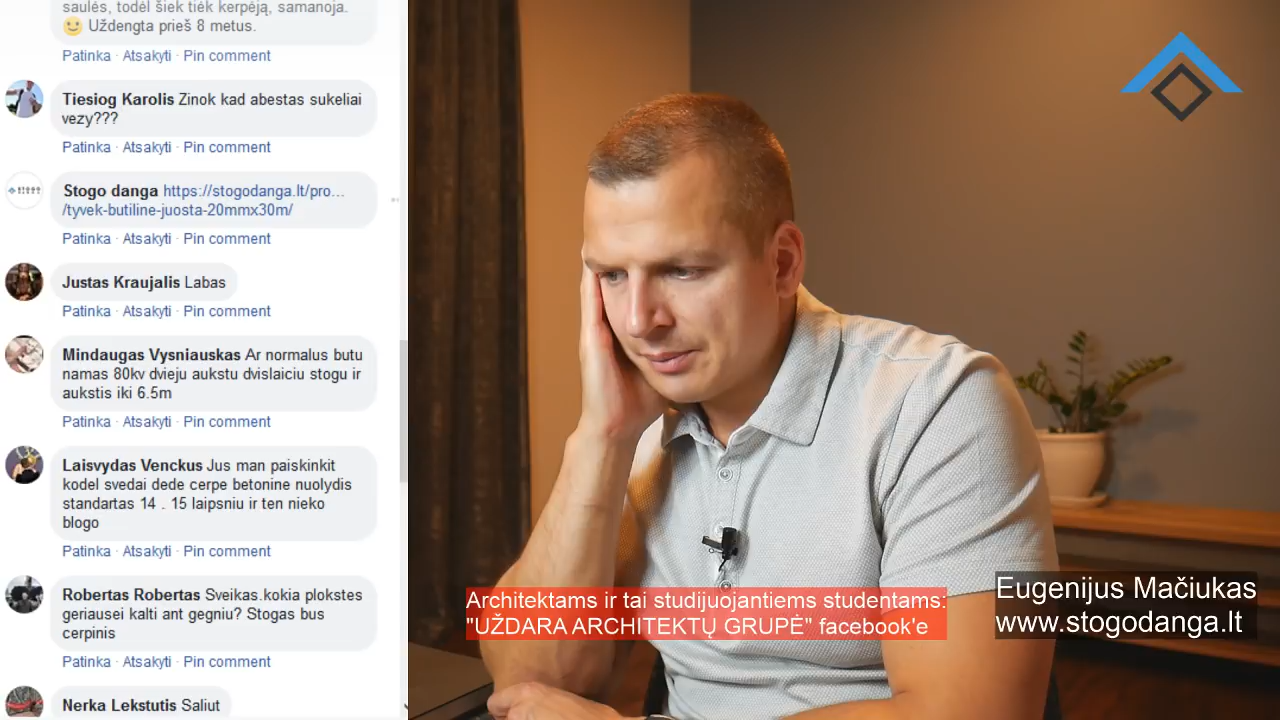 saulės, todėl šiek tiek kerpėja, samanoja.
🙂 Uždengta prieš 8 metus.
Patinka · Atsakyti · Pin comment
Tiesiog Karolis Zinok kad abestas sukeliai
vezy???
Patinka · Atsakyti · Pin comment
Stogo danga https://stogodanga.lt/pro…
/tyvek-butiline-juosta-20mmx30m/
Patinka · Atsakyti · Pin comment
Justas Kraujalis Labas
Patinka · Atsakyti · Pin comment
Mindaugas Vysniauskas Ar normalus butu
namas 80kv dvieju aukstu dvislaiciu stogu ir
aukstis iki 6.5m
Patinka · Atsakyti · Pin comment
Laisvydas Venckus Jus man paiskinkit
kodel svedai dede cerpe betonine nuolydis
standartas 14 . 15 laipsniu ir ten nieko
blogo
Patinka · Atsakyti · Pin comment
Robertas Robertas Sveikas.kokia plokstes
geriausei kalti ant gegniu? Stogas bus
cerpinis
Patinka · Atsakyti · Pin comment
Nerka Lekstutis Saliut
Architektams ir tai studijuojantiems studentams:
"UŽDARA ARCHITEKTŲ GRUPĖ" facebook'e
Eugenijus Mačiukas
www.stogodanga.lt